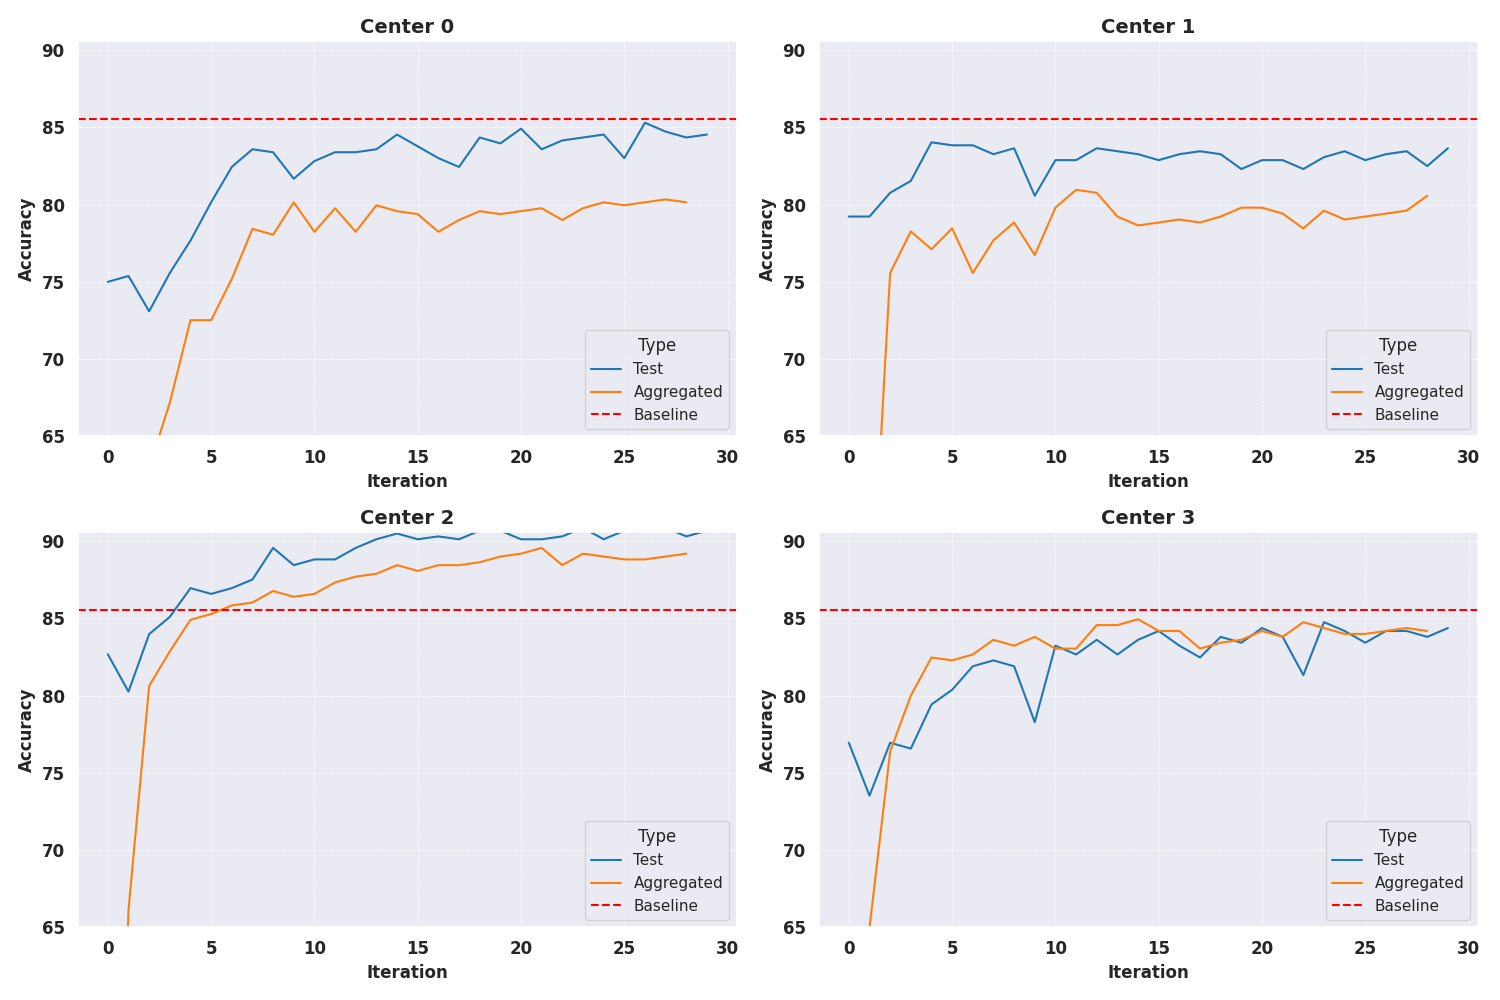 Center 0
90
85
80
75
70
65
Accuracy
Type
Test
Aggregated
Baseline
0 5 10 15 20 25 30
Iteration
Center 1
90
85
80
75
70
65
Accuracy
Type
Test
Aggregated
Baseline
0 5 10 15 20 25 30
Iteration
Center 2
90
85
80
75
70
65
Accuracy
Type
Test
Aggregated
Baseline
0 5 10 15 20 25 30
Iteration
Center 3
90
85
80
75
70
65
Accuracy
Type
Test
Aggregated
Baseline
0 5 10 15 20 25 30
Iteration